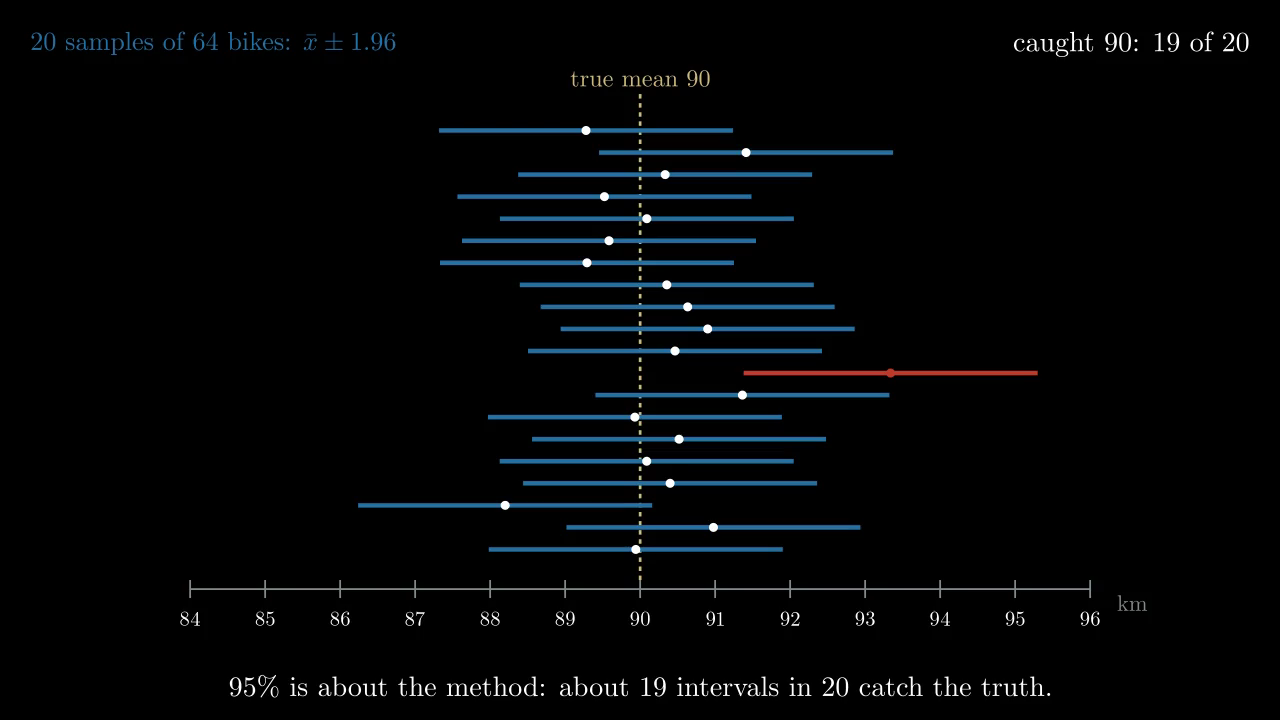 20 samples of 64 bikes: x̄ ± 1.96
caught 90: 19 of 20
true mean 90
84 85 86 87 88 89 90 91 92 93 94 95 96
km
95% is about the method: about 19 intervals in 20 catch the truth.